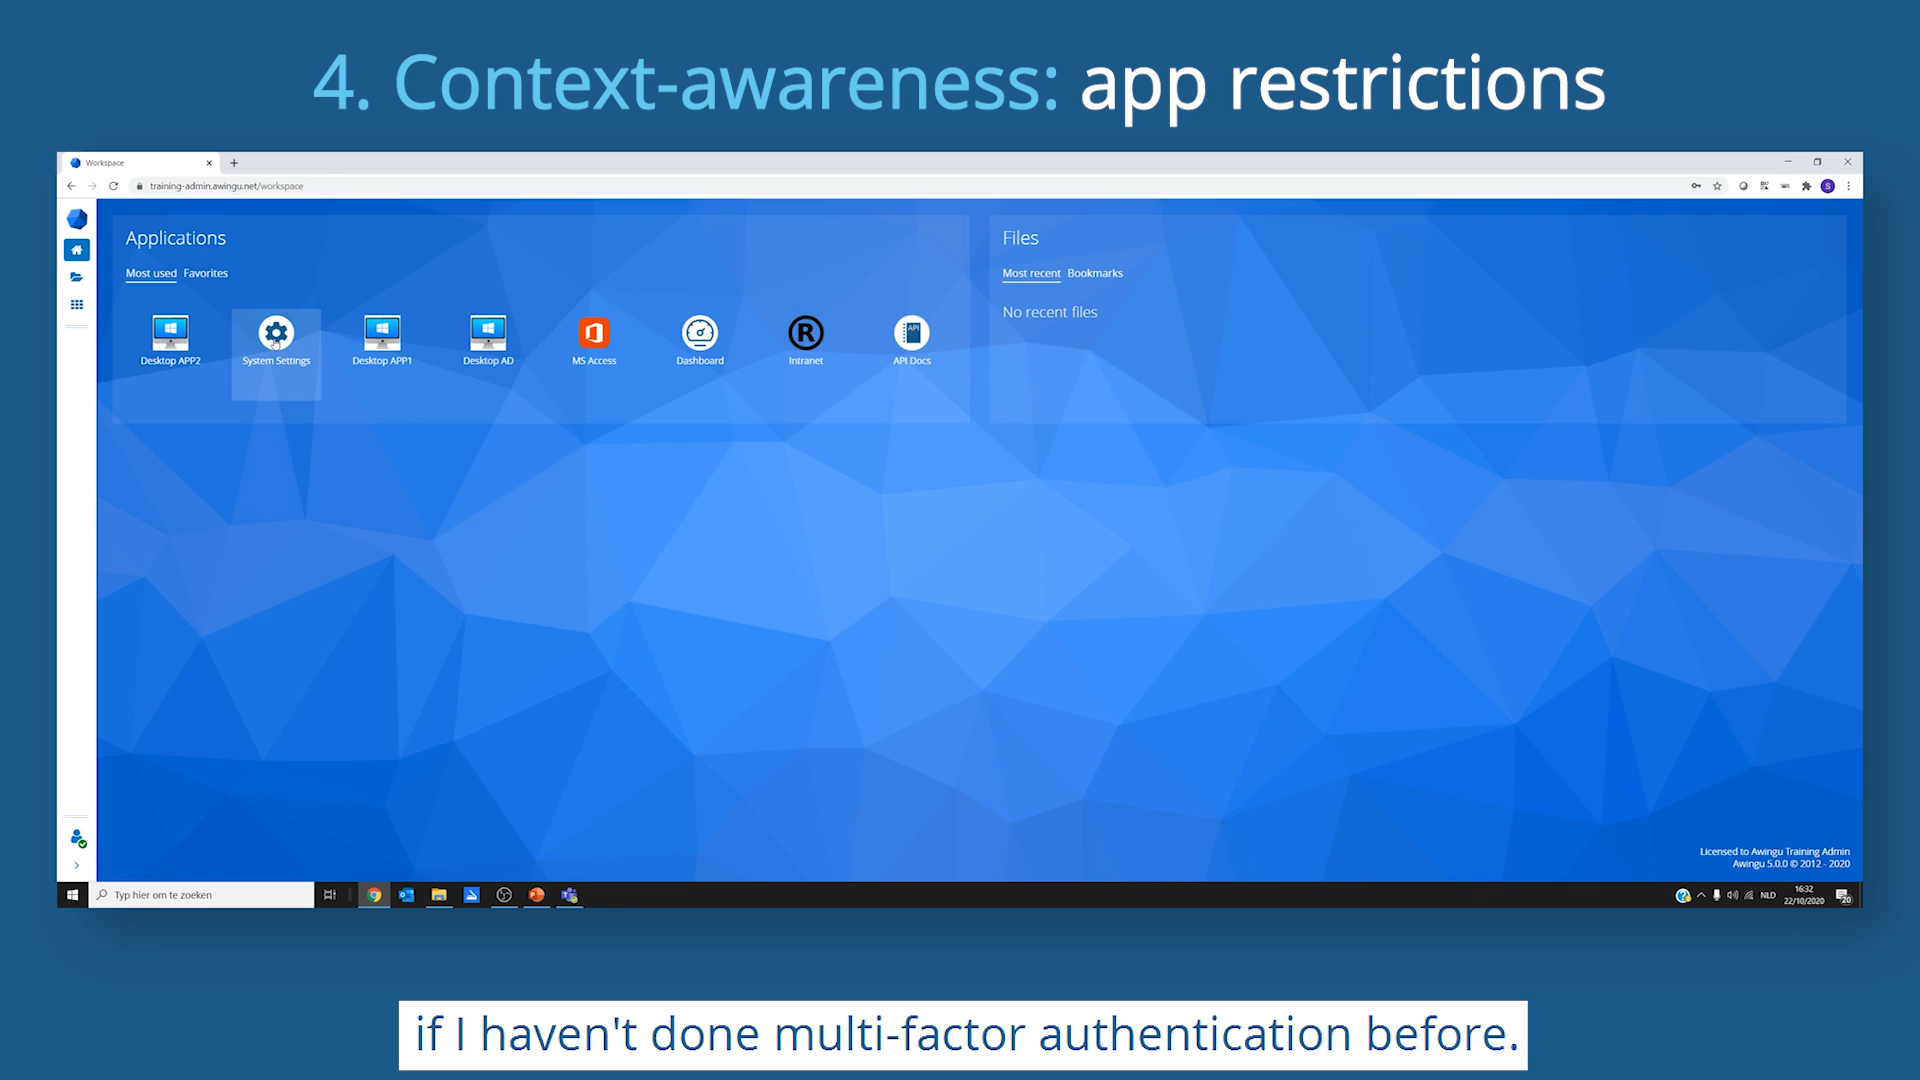 4. Context-awareness: app restrictions
Workspace
training-admin.awingu.net/workspace
S
Applications
Files
Most used Favorites
Most recent Bookmarks
No recent files
Desktop APP2
System Settings
Desktop APP1
Desktop AD
MS Access
Dashboard
R
Intranet
API
API Docs
Licensed to Awingu Training Admin
Awingu 5.0.0 © 2012 - 2020
Typ hier om te zoeken
NLD
16:32
22/10/2020
20
if I haven't done multi-factor authentication before.